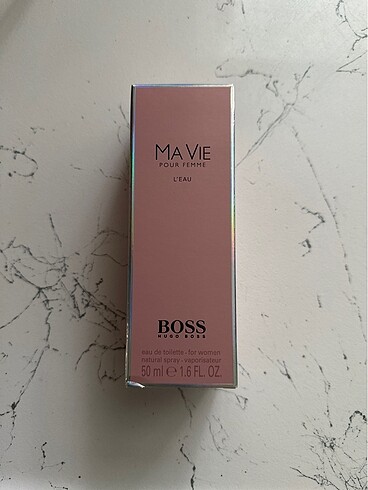 MA VIE
POUR FEMME
L'EAU
BOSS
HUGO BOSS
eau de toilette - for woman
natural spray - vaporisateur
50 ml ℮ 1.6 FL. OZ.